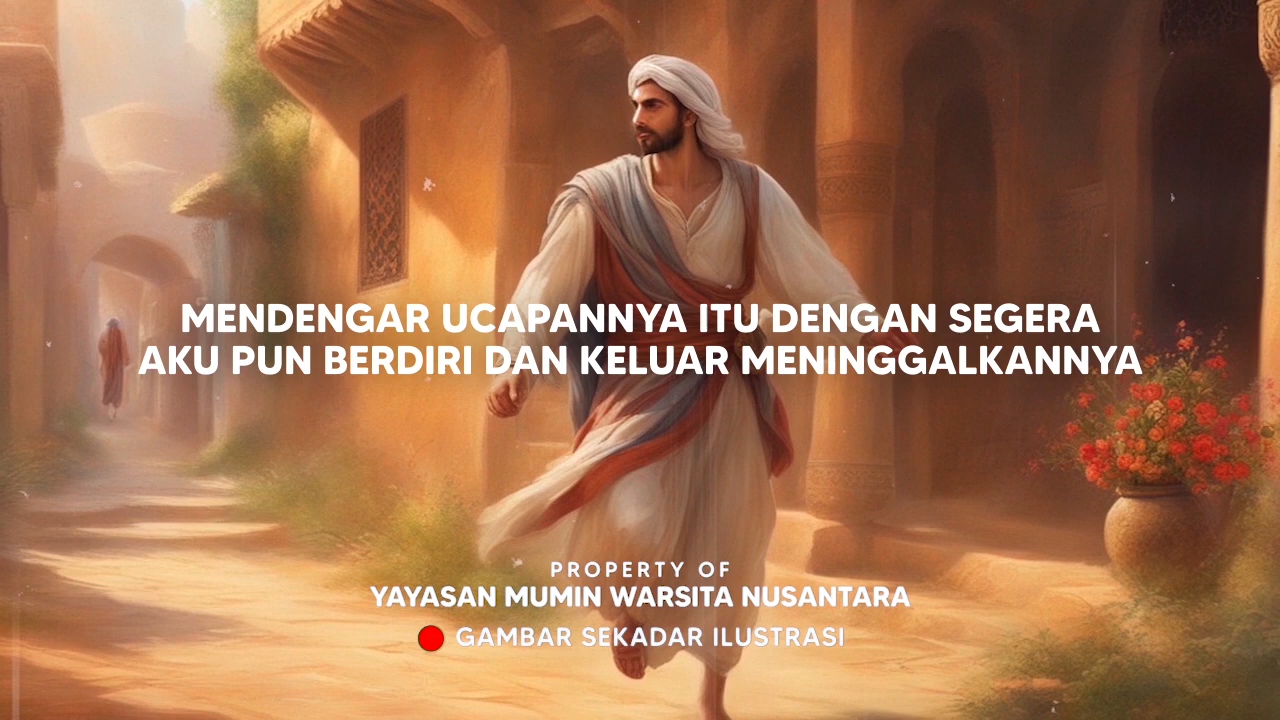 MENDENGAR UCAPANNYA ITU DENGAN SEGERA
AKU PUN BERDIRI DAN KELUAR MENINGGALKANNYA
PROPERTY OF
YAYASAN MUMIN WARSITA NUSANTARA
GAMBAR SEKADAR ILUSTRASI